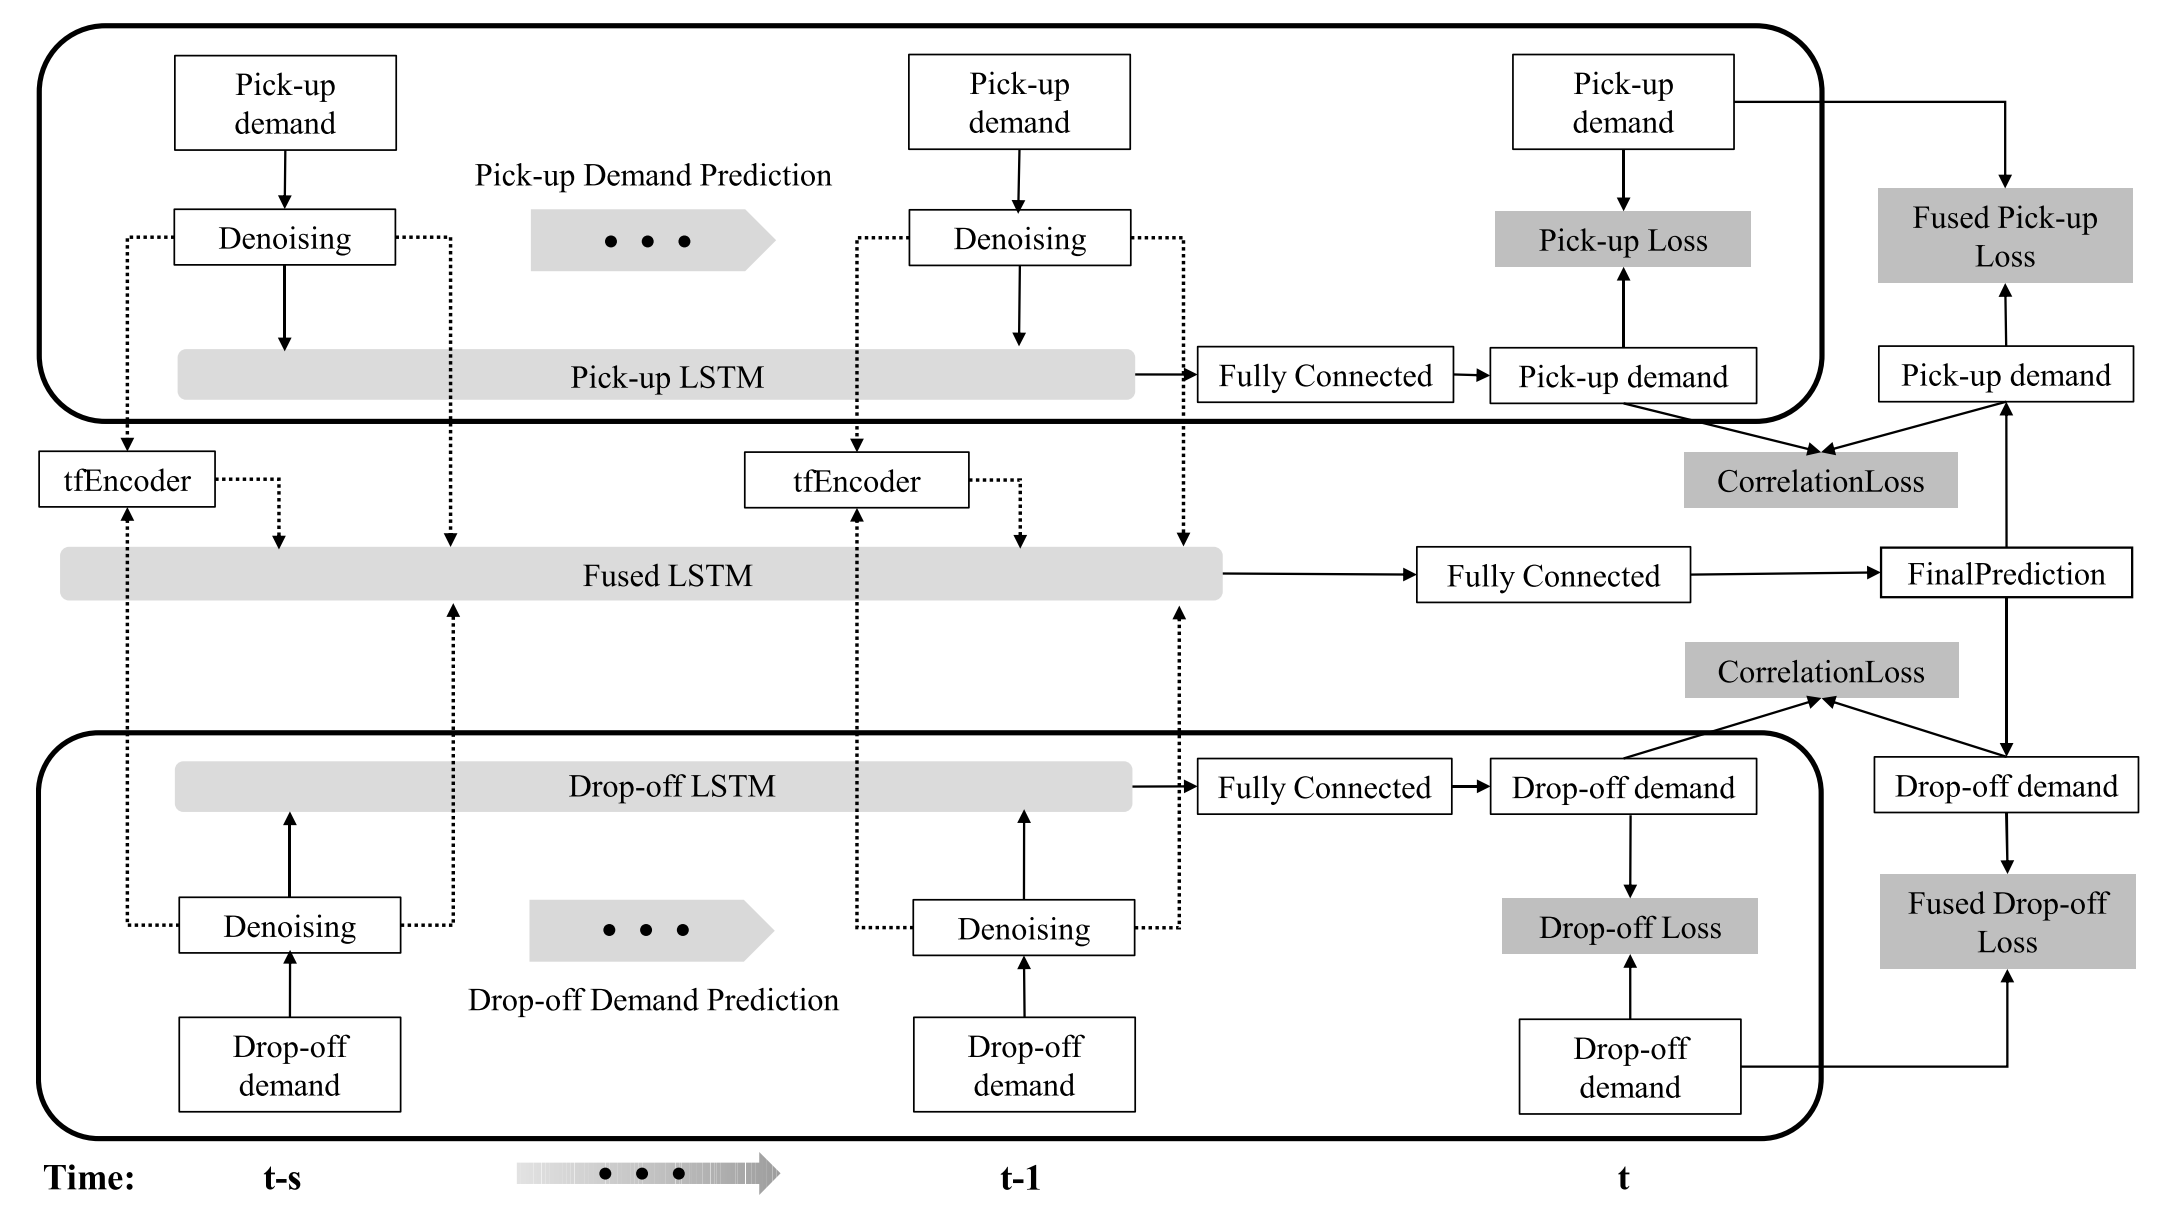 Pick-up
demand
Pick-up
demand
Pick-up
demand
Pick-up Demand Prediction
Denoising
Denoising
Pick-up Loss
Fused Pick-up
Loss
Pick-up LSTM
Fully Connected
Pick-up demand
Pick-up demand
tfEncoder
tfEncoder
CorrelationLoss
Fused LSTM
Fully Connected
FinalPrediction
CorrelationLoss
Drop-off LSTM
Fully Connected
Drop-off demand
Drop-off demand
Denoising
Denoising
Drop-off Loss
Fused Drop-off
Loss
Drop-off Demand Prediction
Drop-off
demand
Drop-off
demand
Drop-off
demand
Time:
t-s
t-1
t